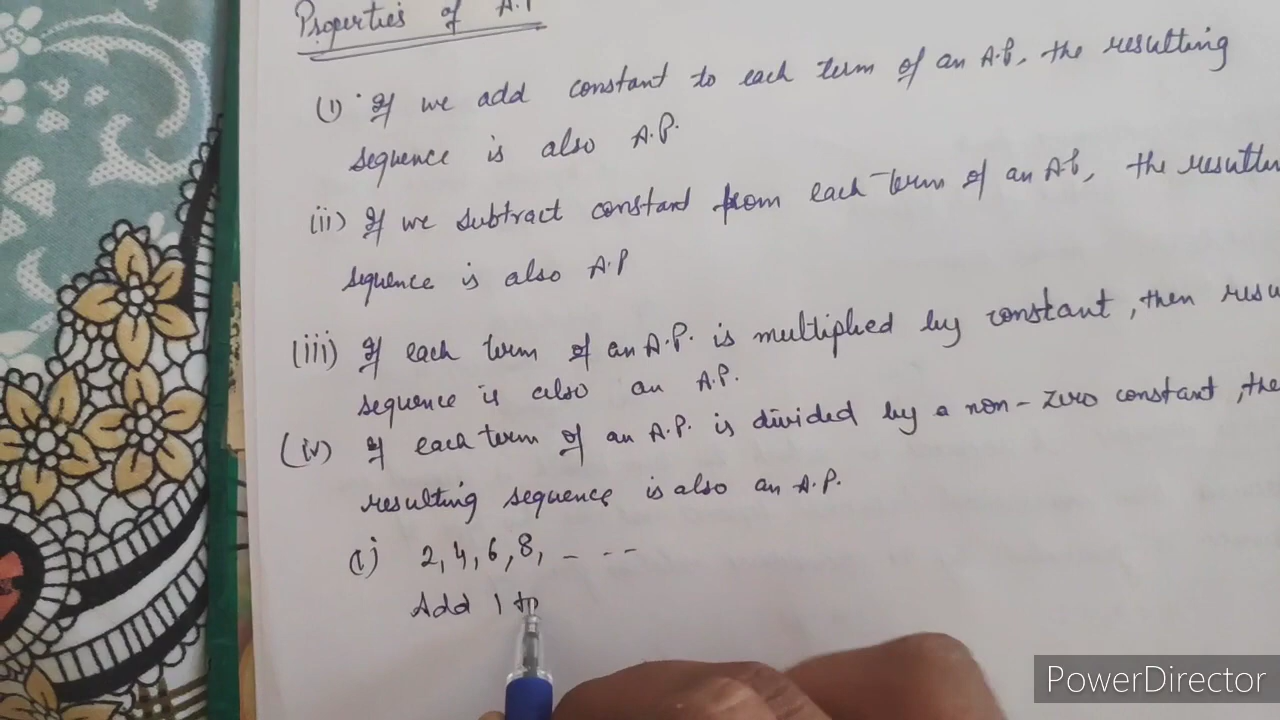 Properties of A.P
(i) If we add constant to each term of an A.P, the resulting
sequence is also A.P.
(ii) If we subtract constant from each term of an A.P, the
sequence is also A.P
(iii) If each term of an A.P. is multiplied by constant, then
sequence is also an A.P.
(iv) If each term of an A.P. is divided by a non-zero constant, the
resulting sequence is also an A.P.
(i) 2, 4, 6, 8, - - -
Add 1 to
PowerDirector